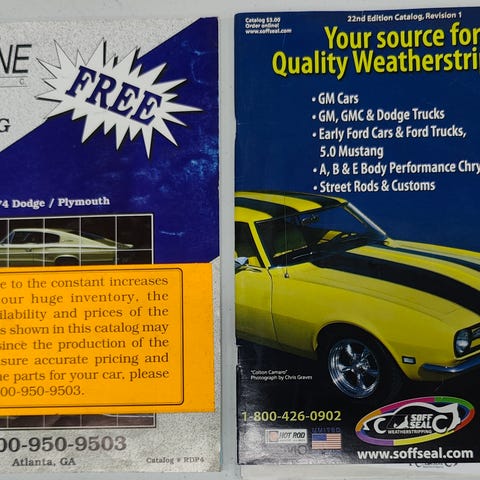 NE
G
FREE
'4 Dodge / Plymouth
e to the constant increases
our huge inventory, the
ailability and prices of the
s shown in this catalog may
since the production of the
sure accurate pricing and
e parts for your car, please
00-950-9503.
00-950-9503
Atlanta, GA
Catalog # RDP4
Catalog $3.00
Order online!
www.soffseal.com
22nd Edition Catalog, Revision 1
Your source for
Quality Weatherstrip
• GM Cars
• GM, GMC & Dodge Trucks
• Early Ford Cars & Ford Trucks,
5.0 Mustang
• A, B & E Body Performance Chry
• Street Rods & Customs
"Colton Camaro"
Photograph by Chris Graves
1-800-426-0902
HOT ROD
UNITED
SOFF
SEAL
WEATHERSTRIPPING
www.soffseal.com